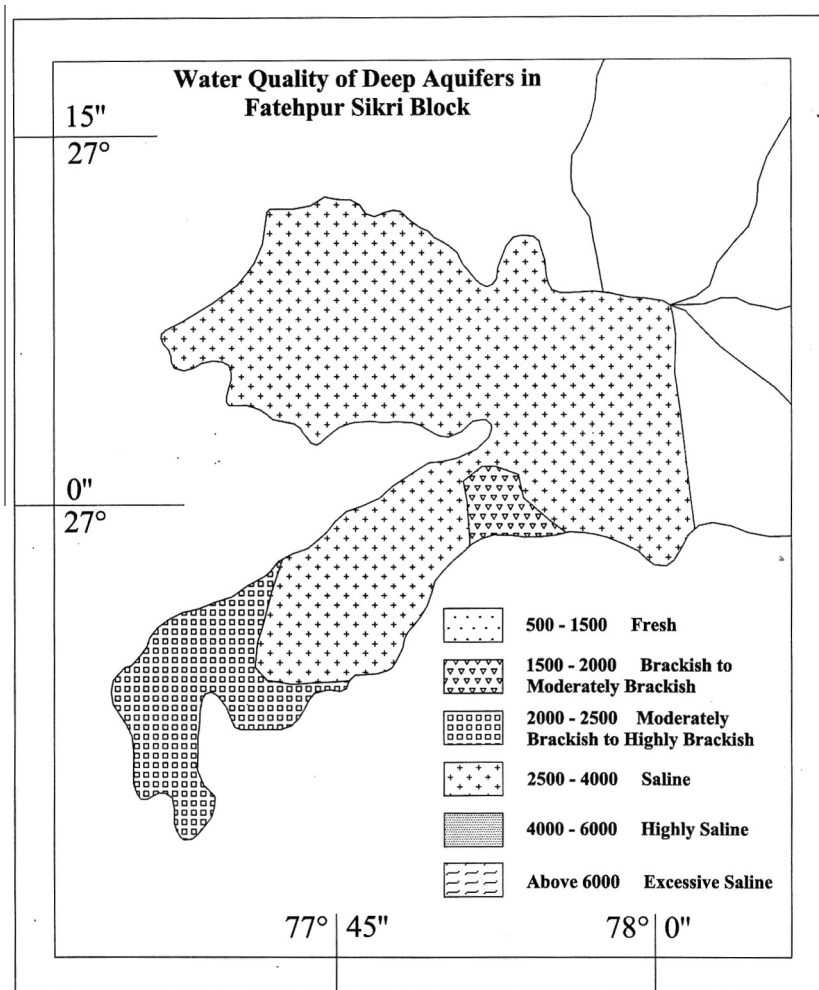 Water Quality of Deep Aquifers in
Fatehpur Sikri Block
15"
27°
0"
27°
500 - 1500 Fresh
1500 - 2000 Brackish to
Moderately Brackish
2000 - 2500 Moderately
Brackish to Highly Brackish
2500 - 4000 Saline
4000 - 6000 Highly Saline
Above 6000 Excessive Saline
77° 45" 78° 0"